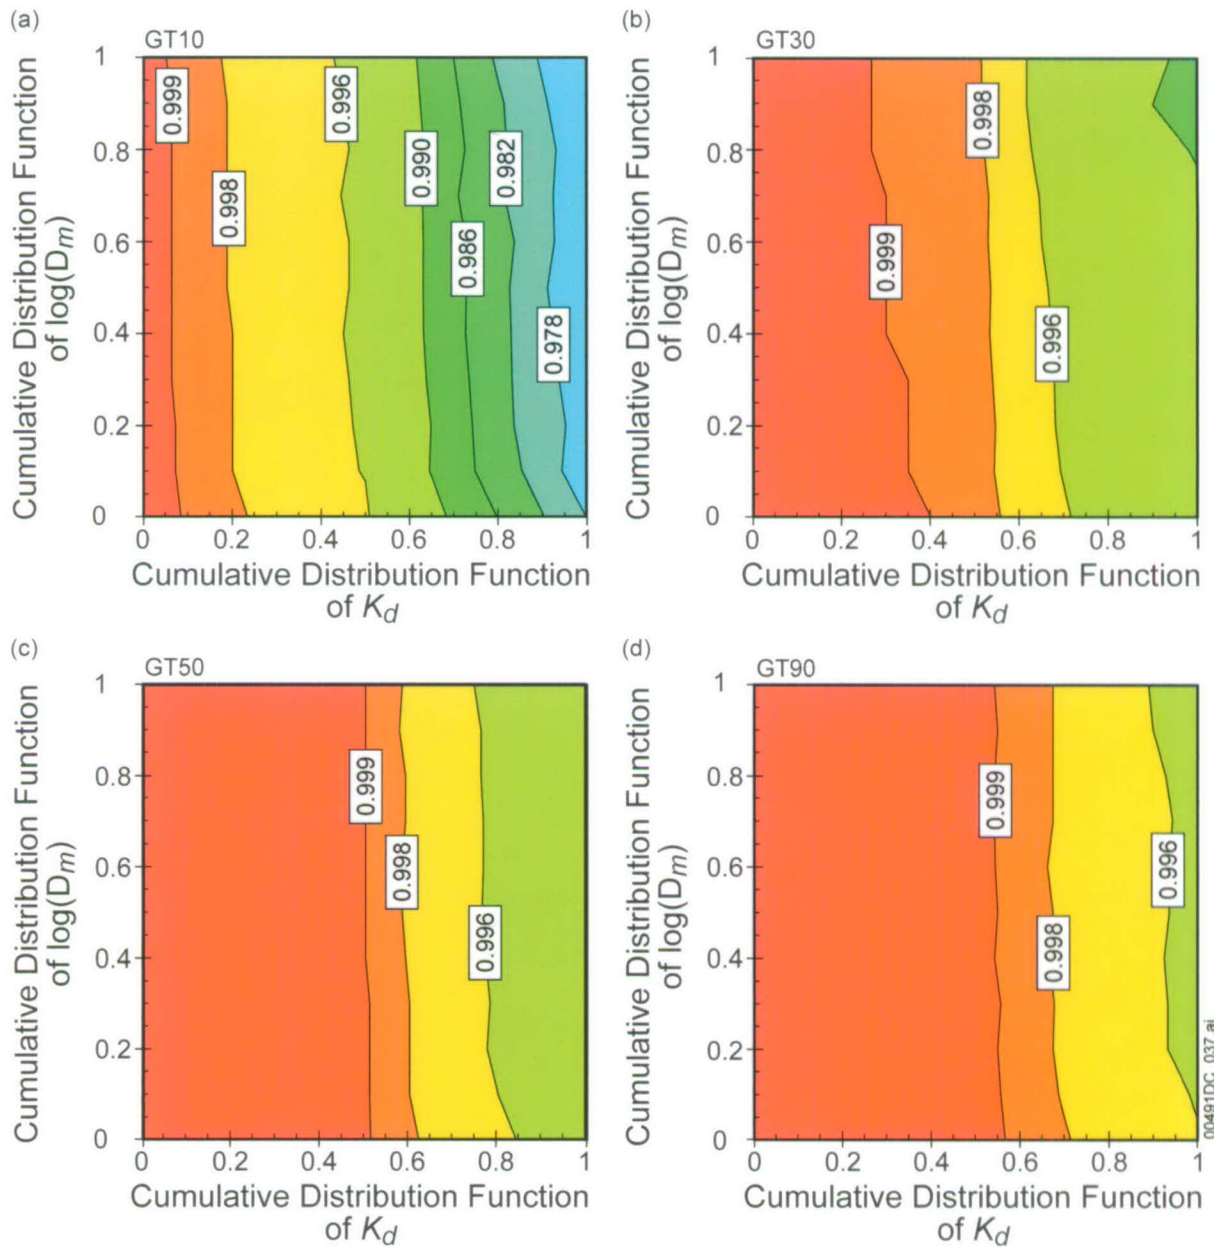 (a)
GT10
Cumulative Distribution Function
of log(Dm)
1
0.8
0.6
0.4
0.2
0
0.999
0.998
0.996
0.990
0.986
0.982
0.978
0 0.2 0.4 0.6 0.8 1
Cumulative Distribution Function
of Kd
(b)
GT30
Cumulative Distribution Function
of log(Dm)
1
0.8
0.6
0.4
0.2
0
0.999
0.998
0.996
0 0.2 0.4 0.6 0.8 1
Cumulative Distribution Function
of Kd
(c)
GT50
Cumulative Distribution Function
of log(Dm)
1
0.8
0.6
0.4
0.2
0
0.999
0.998
0.996
0 0.2 0.4 0.6 0.8 1
Cumulative Distribution Function
of Kd
(d)
GT90
Cumulative Distribution Function
of log(Dm)
1
0.8
0.6
0.4
0.2
0
0.999
0.998
0.996
0 0.2 0.4 0.6 0.8 1
Cumulative Distribution Function
of Kd
00491DC_037.ai